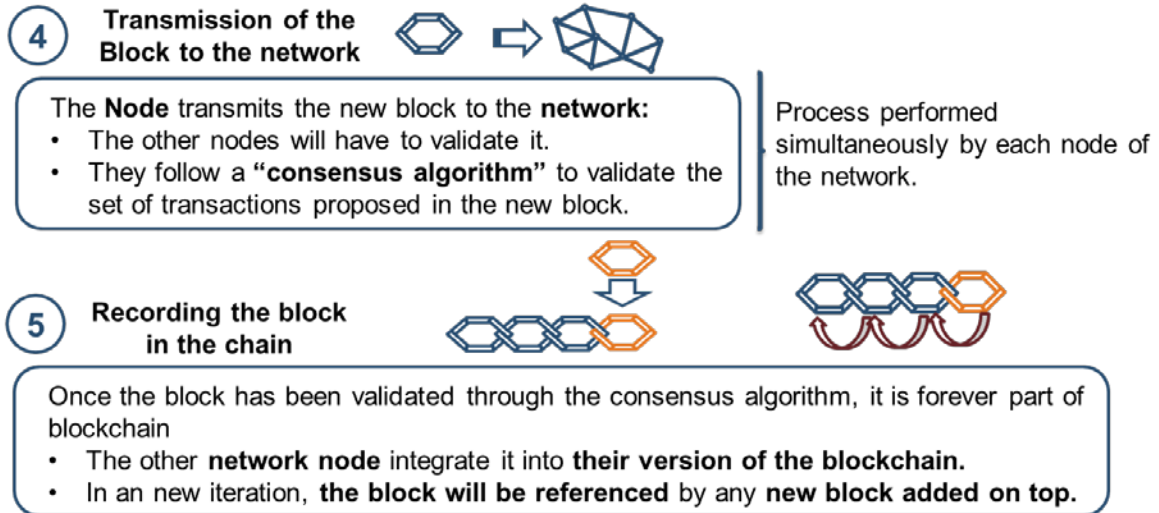 4
Transmission of the
Block to the network
The Node transmits the new block to the network:
• The other nodes will have to validate it.
• They follow a “consensus algorithm” to validate the
set of transactions proposed in the new block.
Process performed
simultaneously by each node of
the network.
5
Recording the block
in the chain
Once the block has been validated through the consensus algorithm, it is forever part of
blockchain
• The other network node integrate it into their version of the blockchain.
• In an new iteration, the block will be referenced by any new block added on top.